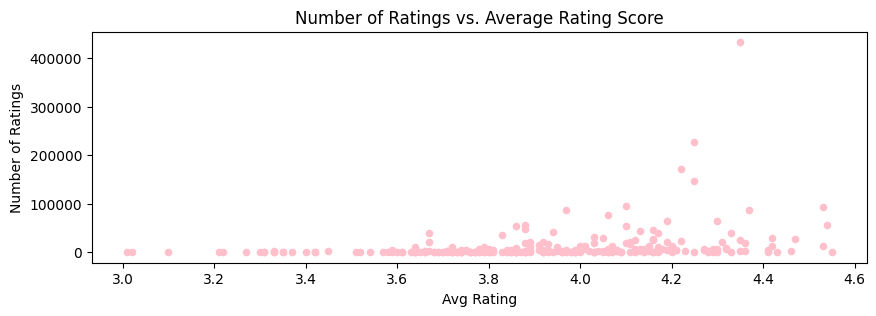 Number of Ratings vs. Average Rating Score
Number of Ratings
400000
300000
200000
100000
0
3.0 3.2 3.4 3.6 3.8 4.0 4.2 4.4 4.6
Avg Rating